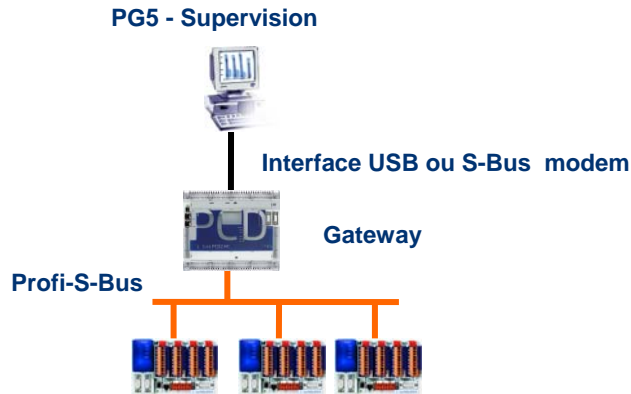 PG5 - Supervision
Interface USB ou S-Bus modem
PCD
Gateway
Profi-S-Bus